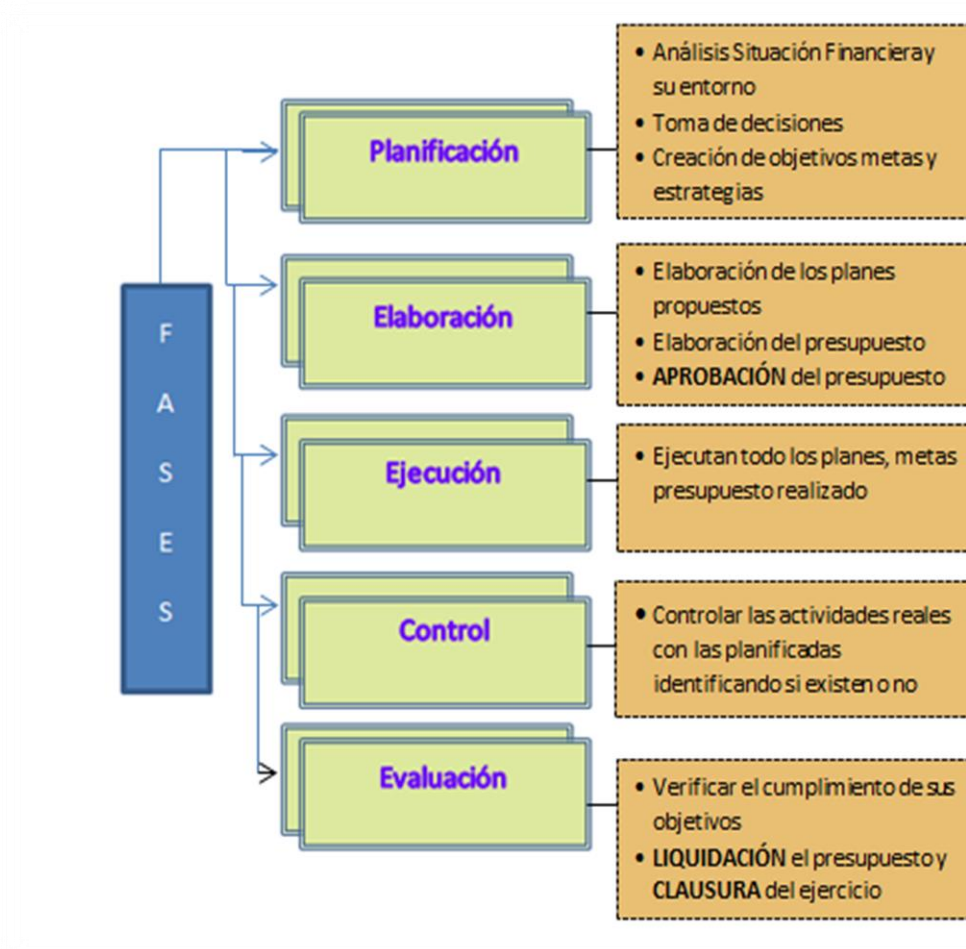 F
A
S
E
S
Planificación
• Análisis Situación Financiera y
su entorno
• Toma de decisiones
• Creación de objetivos metas y
estrategias
Elaboración
• Elaboración de los planes
propuestos
• Elaboración del presupuesto
• APROBACIÓN del presupuesto
Ejecución
• Ejecutan todo los planes, metas
presupuesto realizado
Control
• Controlar las actividades reales
con las planificadas
identificando si existen o no
Evaluación
• Verificar el cumplimiento de sus
objetivos
• LIQUIDACIÓN el presupuesto y
CLAUSURA del ejercicio